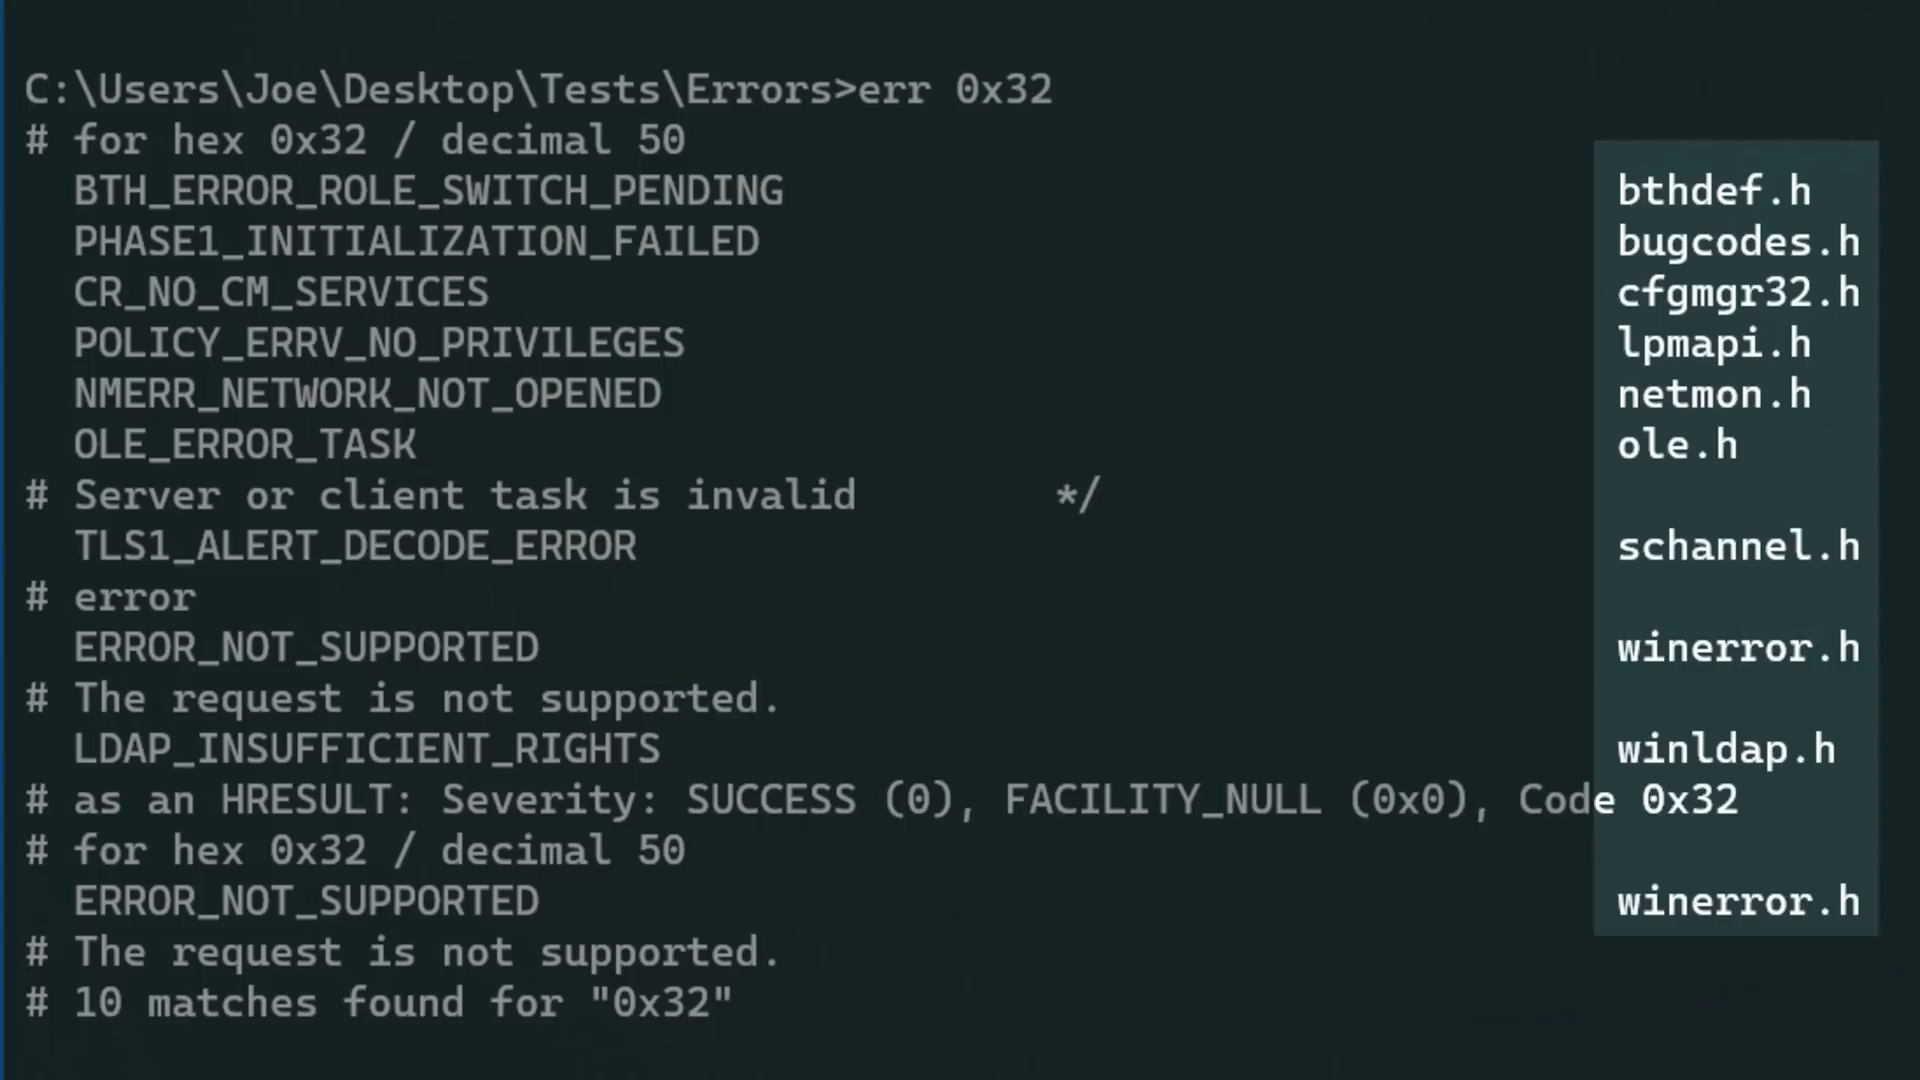 C:\Users\Joe\Desktop\Tests\Errors>err 0x32
# for hex 0x32 / decimal 50
BTH_ERROR_ROLE_SWITCH_PENDING bthdef.h
PHASE1_INITIALIZATION_FAILED bugcodes.h
CR_NO_CM_SERVICES cfgmgr32.h
POLICY_ERRV_NO_PRIVILEGES lpmapi.h
NMERR_NETWORK_NOT_OPENED netmon.h
OLE_ERROR_TASK ole.h
# Server or client task is invalid */
TLS1_ALERT_DECODE_ERROR schannel.h
# error
ERROR_NOT_SUPPORTED winerror.h
# The request is not supported.
LDAP_INSUFFICIENT_RIGHTS winldap.h
# as an HRESULT: Severity: SUCCESS (0), FACILITY_NULL (0x0), Code 0x32
# for hex 0x32 / decimal 50
ERROR_NOT_SUPPORTED winerror.h
# The request is not supported.
# 10 matches found for "0x32"